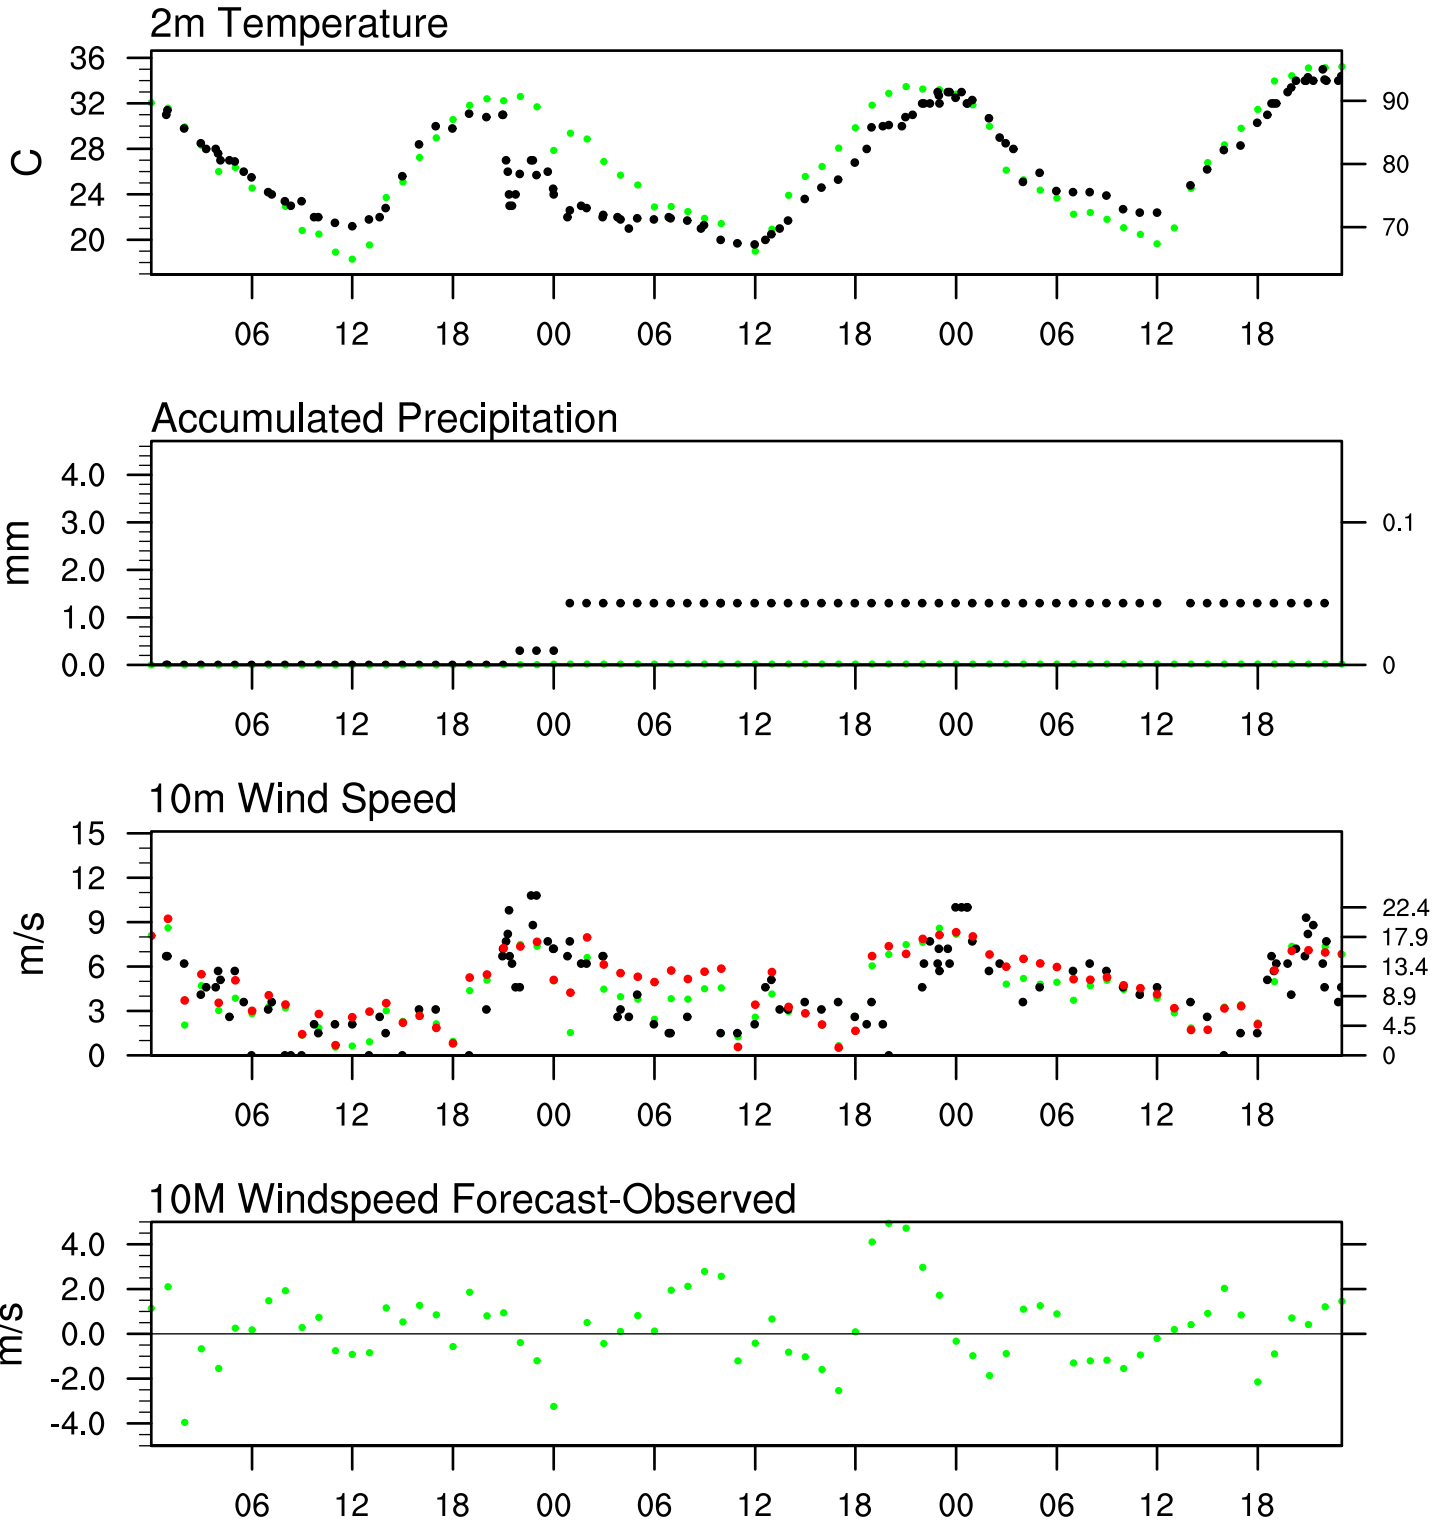 2m Temperature
36
32
28
24
20
C
90
80
70
06 12 18 00 06 12 18 00 06 12 18
Accumulated Precipitation
4.0
3.0
2.0
1.0
0.0
mm
0.1
0
06 12 18 00 06 12 18 00 06 12 18
10m Wind Speed
15
12
9
6
3
0
m/s
22.4
17.9
13.4
8.9
4.5
0
06 12 18 00 06 12 18 00 06 12 18
10M Windspeed Forecast-Observed
4.0
2.0
0.0
-2.0
-4.0
m/s
06 12 18 00 06 12 18 00 06 12 18